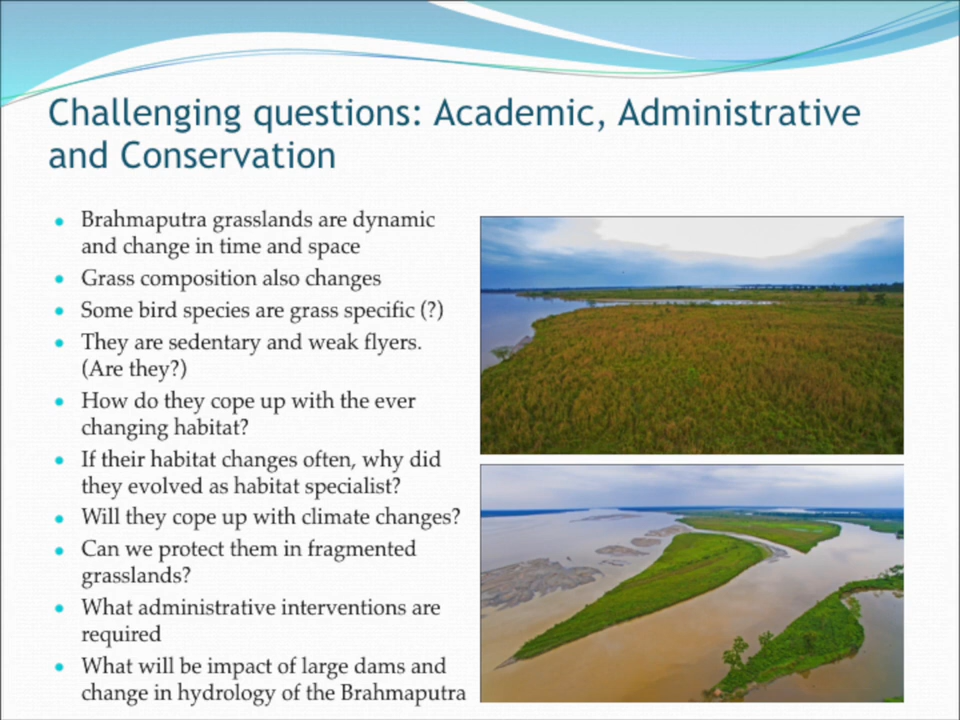 Challenging questions: Academic, Administrative
and Conservation
Brahmaputra grasslands are dynamic
and change in time and space
Grass composition also changes
Some bird species are grass specific (?)
They are sedentary and weak flyers.
(Are they?)
How do they cope up with the ever
changing habitat?
If their habitat changes often, why did
they evolved as habitat specialist?
Will they cope up with climate changes?
Can we protect them in fragmented
grasslands?
What administrative interventions are
required
What will be impact of large dams and
change in hydrology of the Brahmaputra